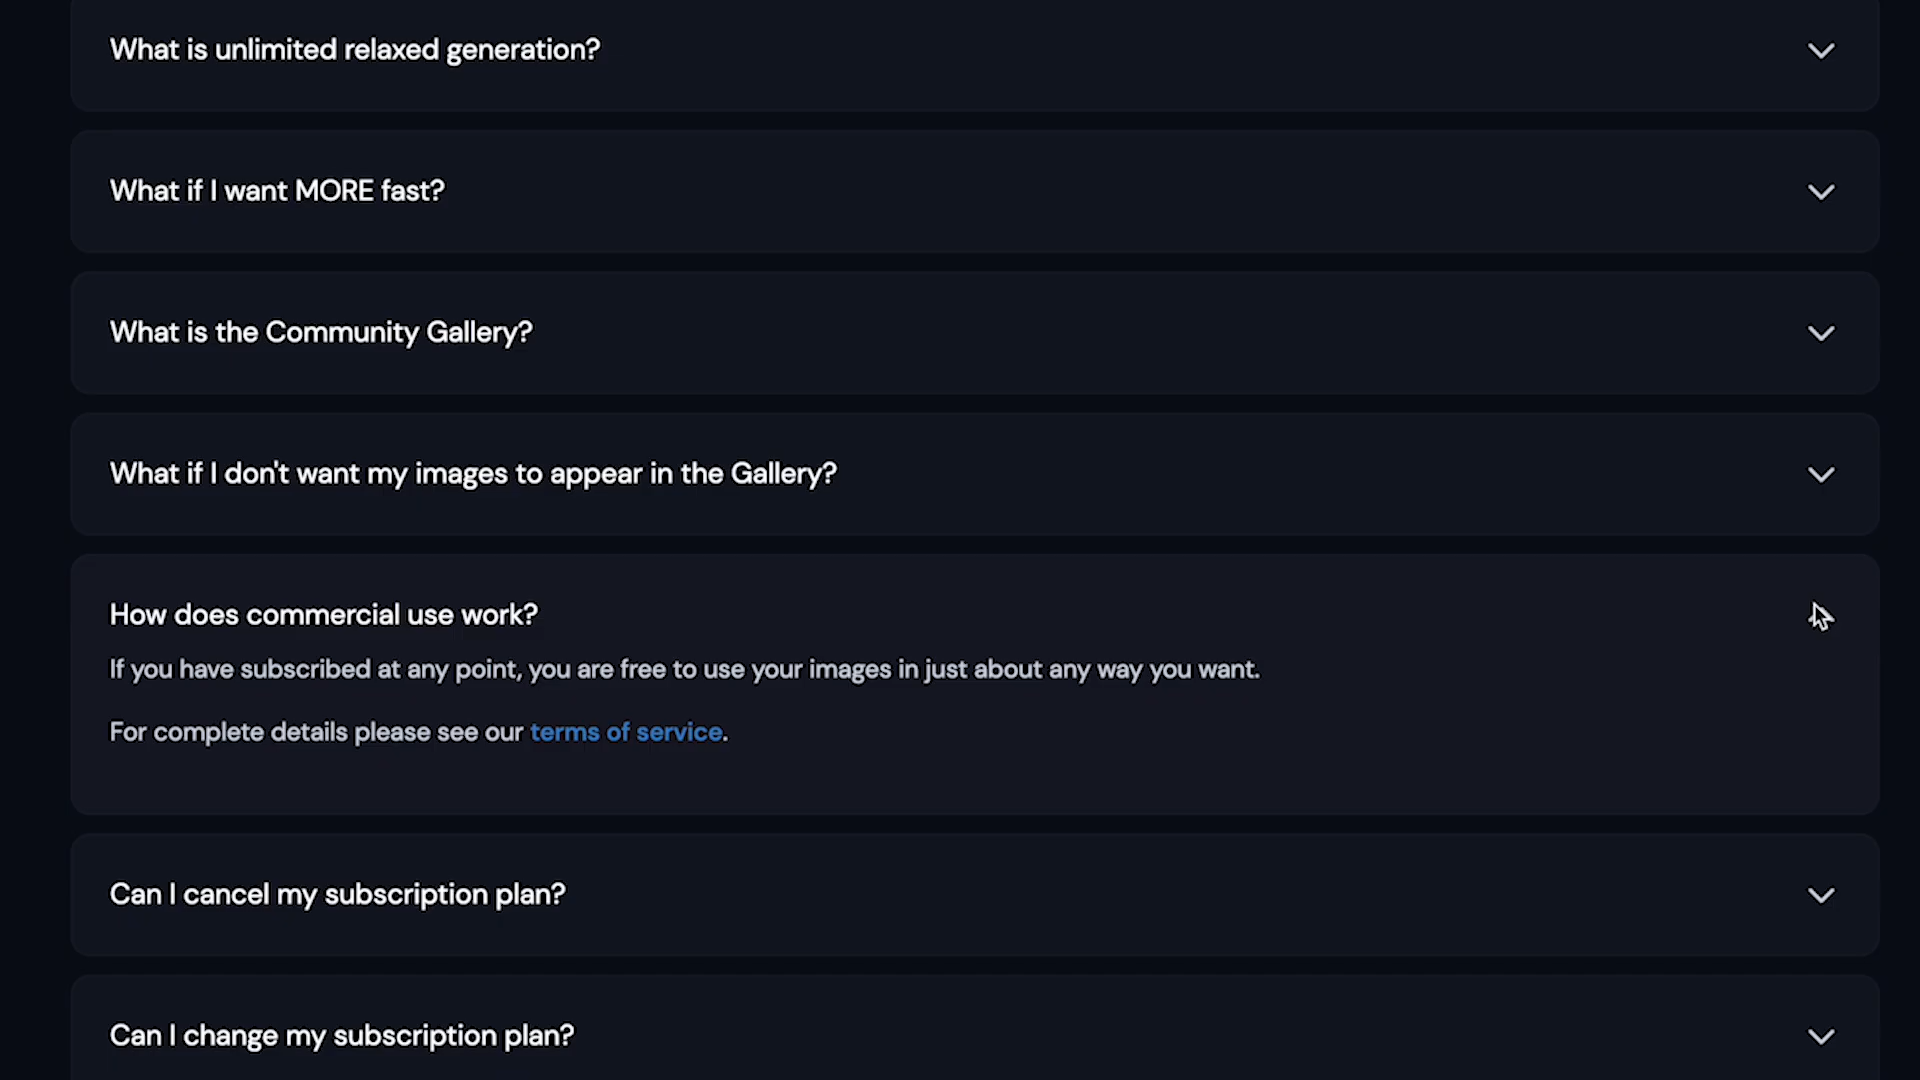 What is unlimited relaxed generation?
What if I want MORE fast?
What is the Community Gallery?
What if I don't want my images to appear in the Gallery?
How does commercial use work?
If you have subscribed at any point, you are free to use your images in just about any way you want.
For complete details please see our terms of service.
Can I cancel my subscription plan?
Can I change my subscription plan?